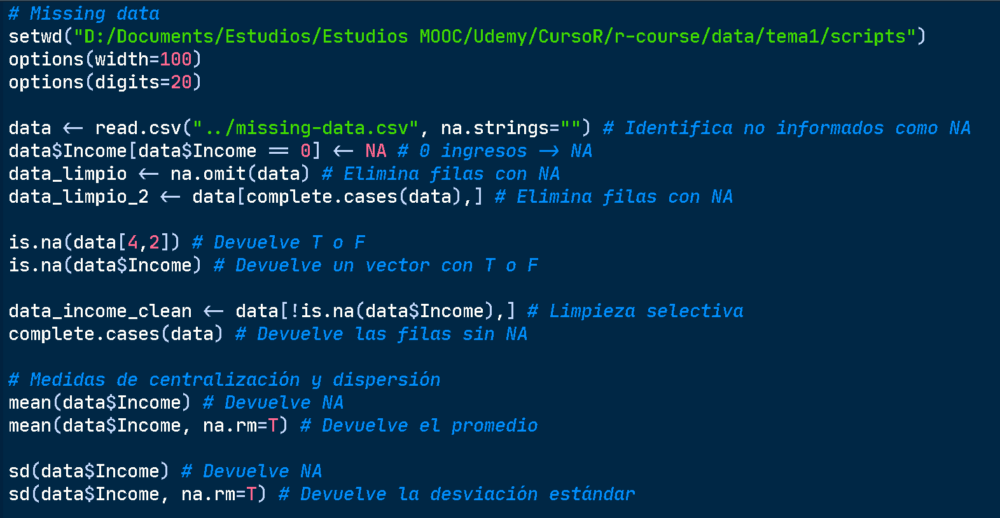 # Missing data
setwd("D:/Documents/Estudios/Estudios MOOC/Udemy/CursoR/r-course/data/tema1/scripts")
options(width=100)
options(digits=20)
data <- read.csv("../missing-data.csv", na.strings="") # Identifica no informados como NA
data$Income[data$Income == 0] <- NA # 0 ingresos -> NA
data_limpio <- na.omit(data) # Elimina filas con NA
data_limpio_2 <- data[complete.cases(data),] # Elimina filas con NA
is.na(data[4,2]) # Devuelve T o F
is.na(data$Income) # Devuelve un vector con T o F
data_income_clean <- data[!is.na(data$Income),] # Limpieza selectiva
complete.cases(data) # Devuelve las filas sin NA
# Medidas de centralización y dispersión
mean(data$Income) # Devuelve NA
mean(data$Income, na.rm=T) # Devuelve el promedio
sd(data$Income) # Devuelve NA
sd(data$Income, na.rm=T) # Devuelve la desviación estándar